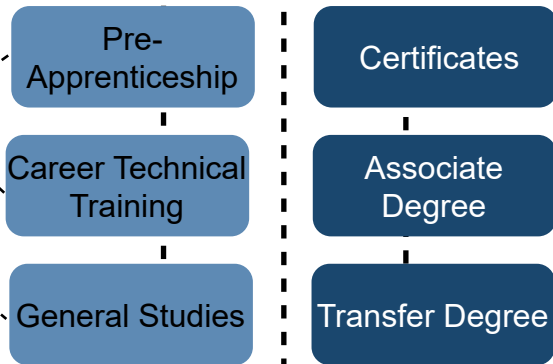 Pre-
Apprenticeship
Career Technical
Training
General Studies
Certificates
Associate
Degree
Transfer Degree